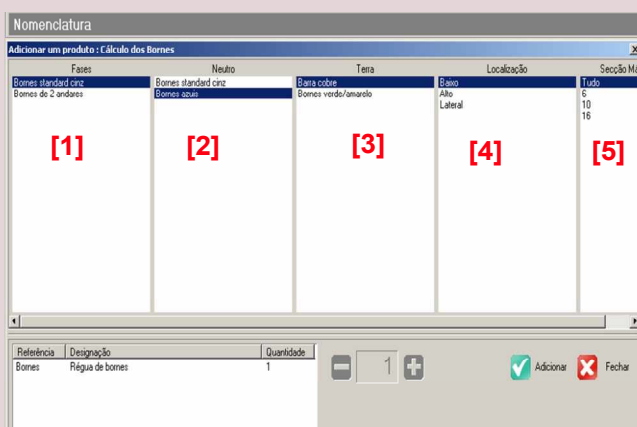 Nomenclatura
Adicionar um produto : Cálculo dos Bornes
Fases Neutro Terra Localização Secção Má
Bornes standard cinz Bornes standard cinz Barra cobre Baixo Tudo
Bornes de 2 andares Bornes azuis Bornes verde/amarelo Alto 6
Lateral 10
16
[1] [2] [3] [4] [5]
Referência Designação Quantidade
Bornes Régua de bornes 1
1 Adicionar Fechar